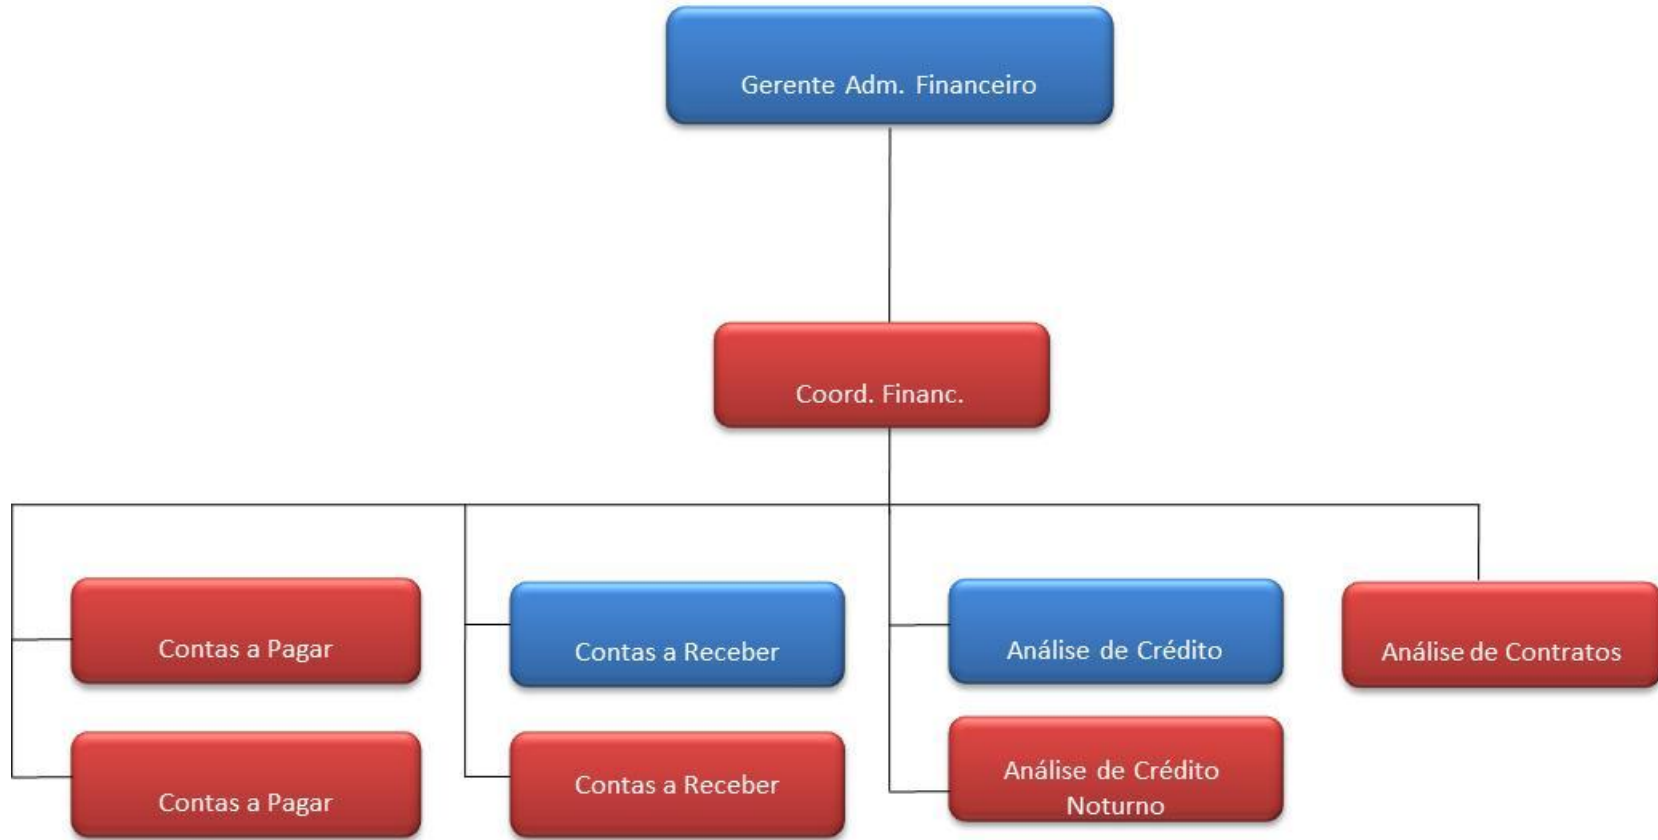 Gerente Adm. Financeiro
Coord. Financ.
Contas a Pagar
Contas a Receber
Análise de Crédito
Análise de Contratos
Contas a Pagar
Contas a Receber
Análise de Crédito
Noturno